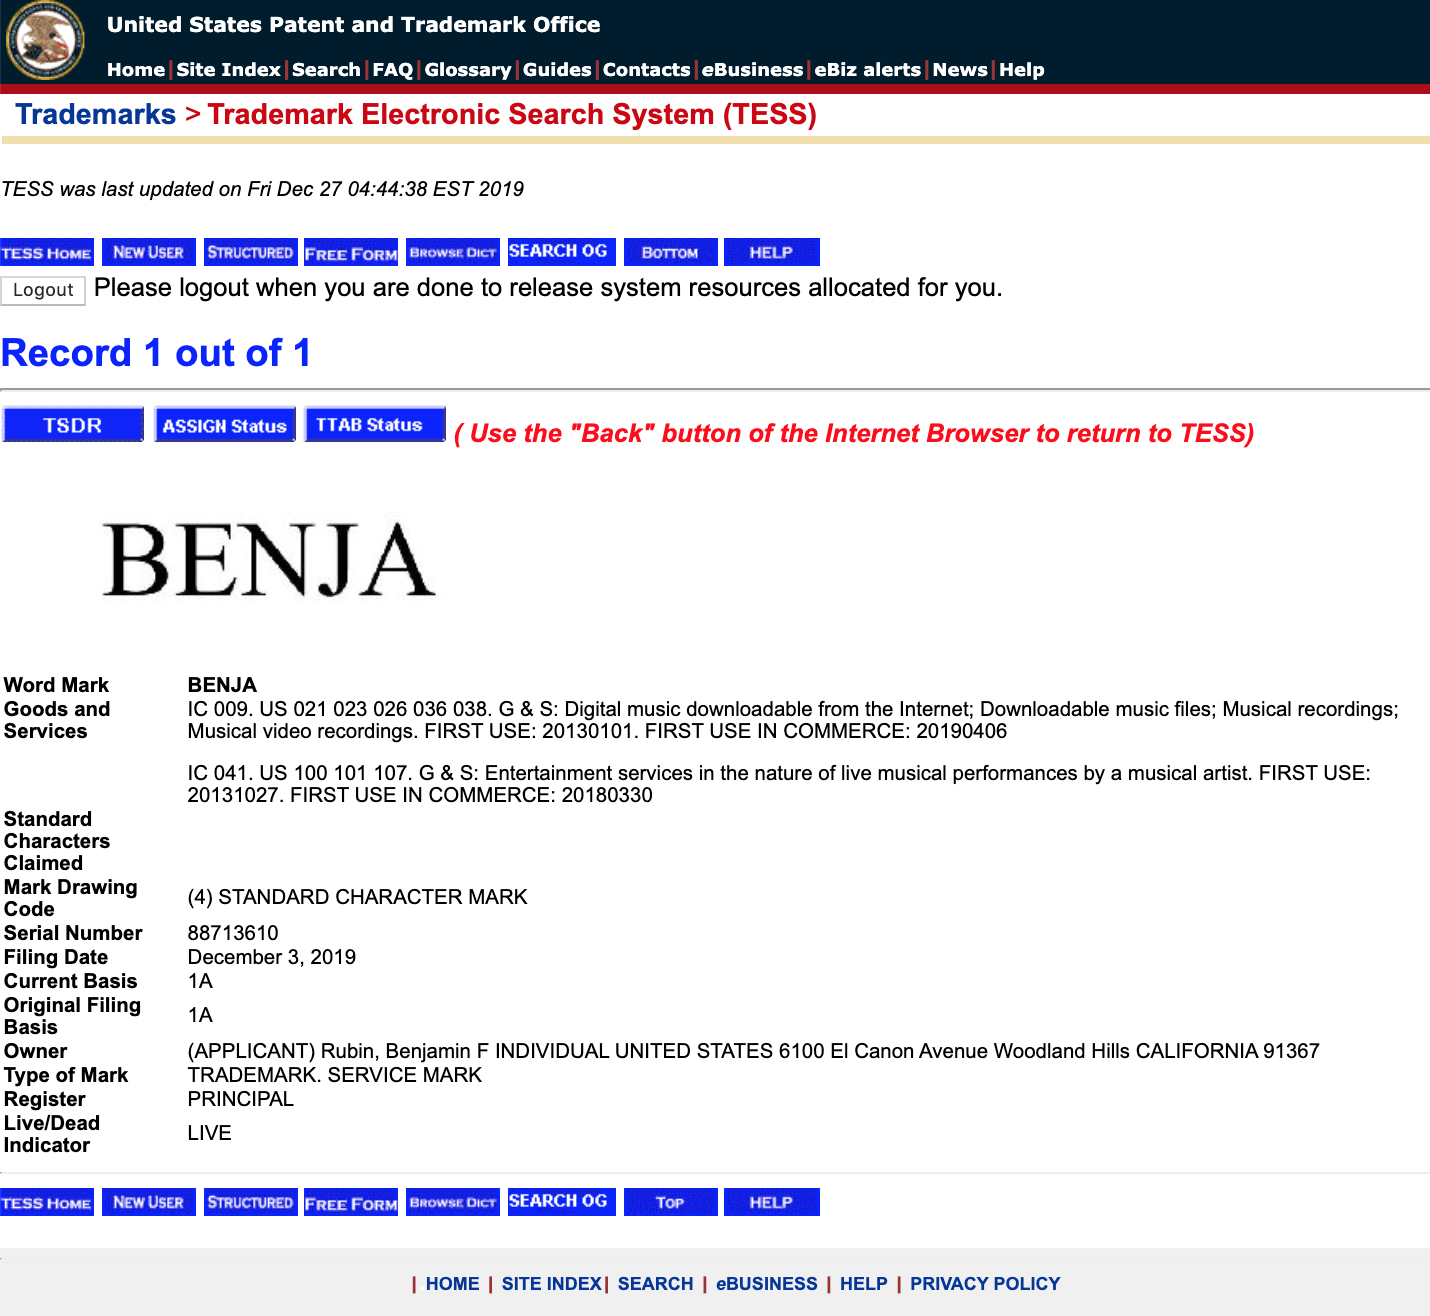 United States Patent and Trademark Office
Home|Site Index|Search|FAQ|Glossary|Guides|Contacts|eBusiness|eBiz alerts|News|Help
Trademarks > Trademark Electronic Search System (TESS)
TESS was last updated on Fri Dec 27 04:44:38 EST 2019
TESS HOME NEW USER STRUCTURED FREE FORM BROWSE DICT SEARCH OG BOTTOM HELP
Logout Please logout when you are done to release system resources allocated for you.
Record 1 out of 1
TSDR ASSIGN Status TTAB Status ( Use the "Back" button of the Internet Browser to return to TESS)
BENJA
Word Mark BENJA
Goods and Services IC 009. US 021 023 026 036 038. G & S: Digital music downloadable from the Internet; Downloadable music files; Musical recordings;
Musical video recordings. FIRST USE: 20130101. FIRST USE IN COMMERCE: 20190406
IC 041. US 100 101 107. G & S: Entertainment services in the nature of live musical performances by a musical artist. FIRST USE:
20131027. FIRST USE IN COMMERCE: 20180330
Standard
Characters
Claimed
Mark Drawing
Code (4) STANDARD CHARACTER MARK
Serial Number 88713610
Filing Date December 3, 2019
Current Basis 1A
Original Filing
Basis 1A
Owner (APPLICANT) Rubin, Benjamin F INDIVIDUAL UNITED STATES 6100 El Canon Avenue Woodland Hills CALIFORNIA 91367
Type of Mark TRADEMARK. SERVICE MARK
Register PRINCIPAL
Live/Dead
Indicator LIVE
TESS HOME NEW USER STRUCTURED FREE FORM BROWSE DICT SEARCH OG TOP HELP
| HOME | SITE INDEX| SEARCH | eBUSINESS | HELP | PRIVACY POLICY